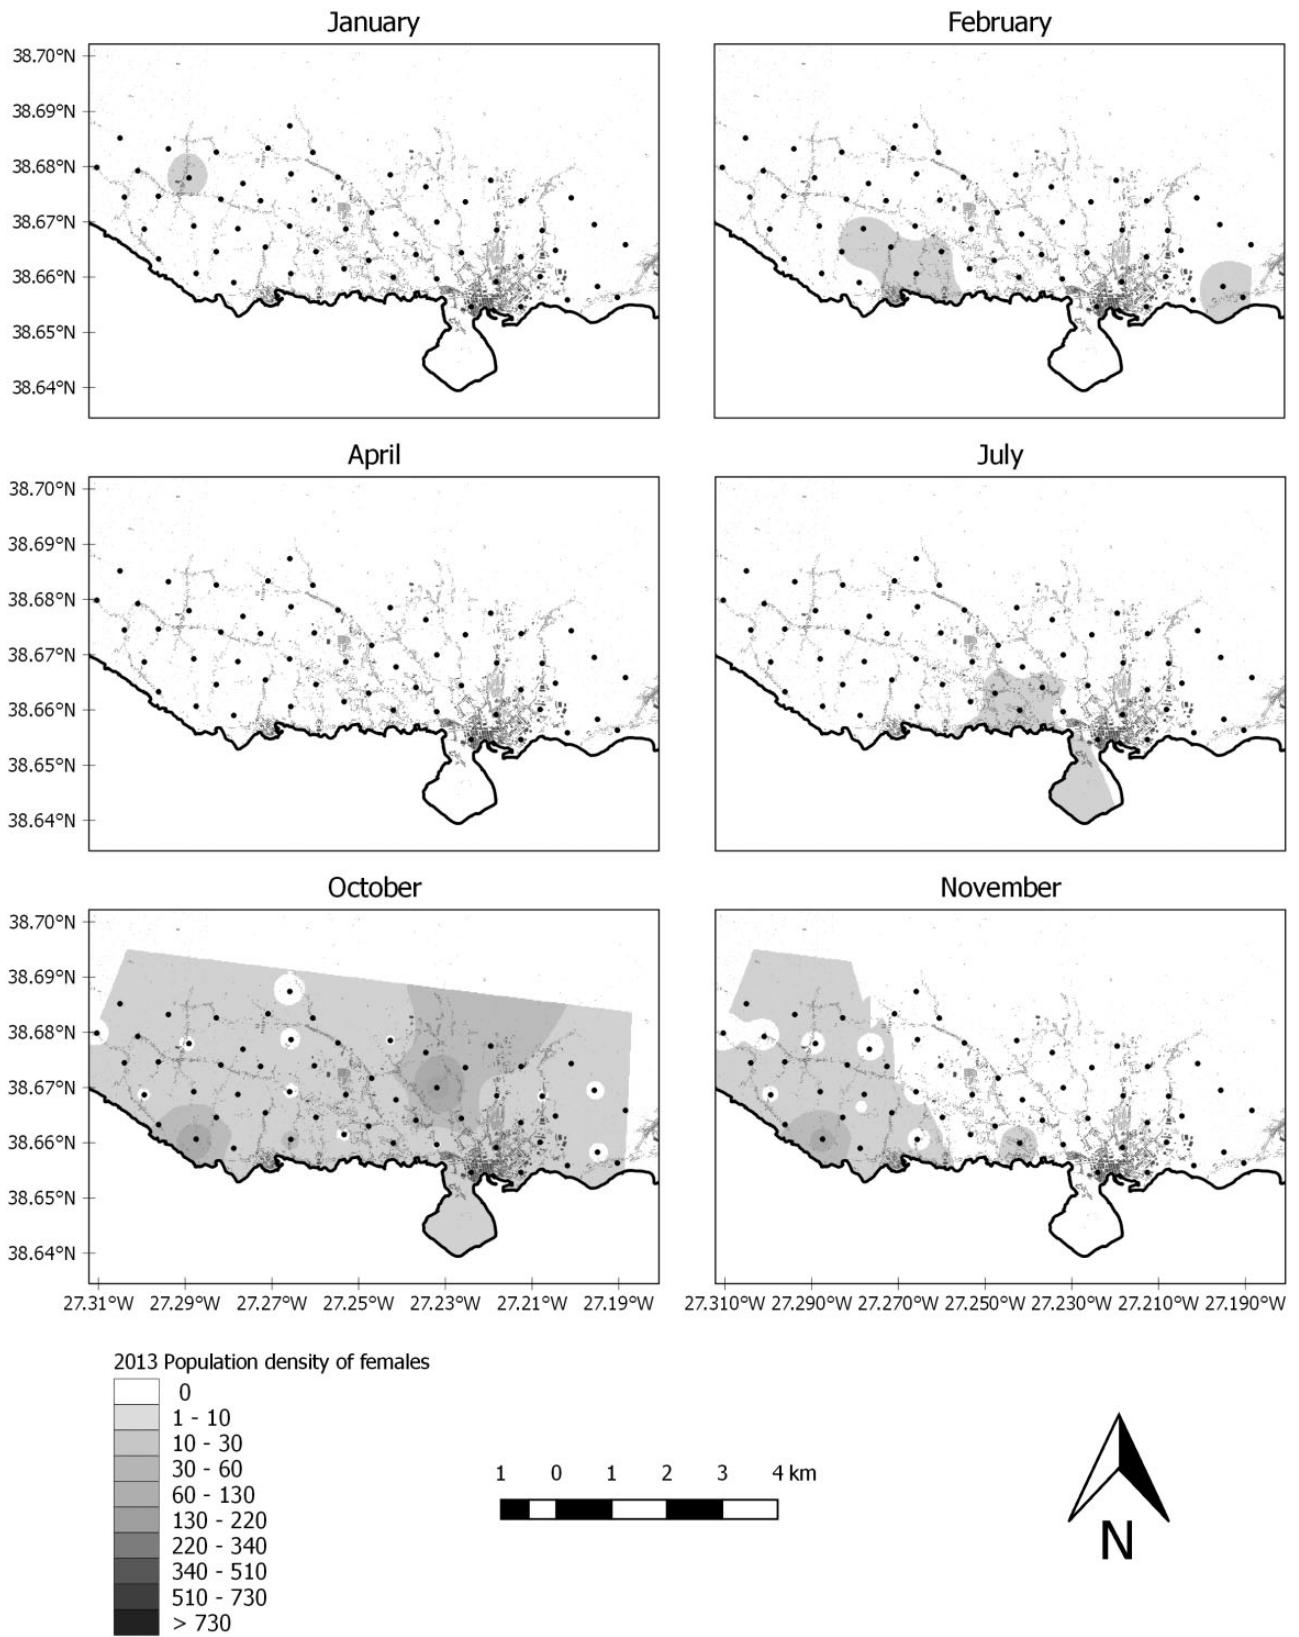 January
February
38.70°N
38.69°N
38.68°N
38.67°N
38.66°N
38.65°N
38.64°N
April
July
38.70°N
38.69°N
38.68°N
38.67°N
38.66°N
38.65°N
38.64°N
October
November
38.70°N
38.69°N
38.68°N
38.67°N
38.66°N
38.65°N
38.64°N
27.31°W 27.29°W 27.27°W 27.25°W 27.23°W 27.21°W 27.19°W
27.310°W 27.290°W 27.270°W 27.250°W 27.230°W 27.210°W 27.190°W
2013 Population density of females
0
1 - 10
10 - 30
30 - 60
60 - 130
130 - 220
220 - 340
340 - 510
510 - 730
> 730
1 0 1 2 3 4 km
N